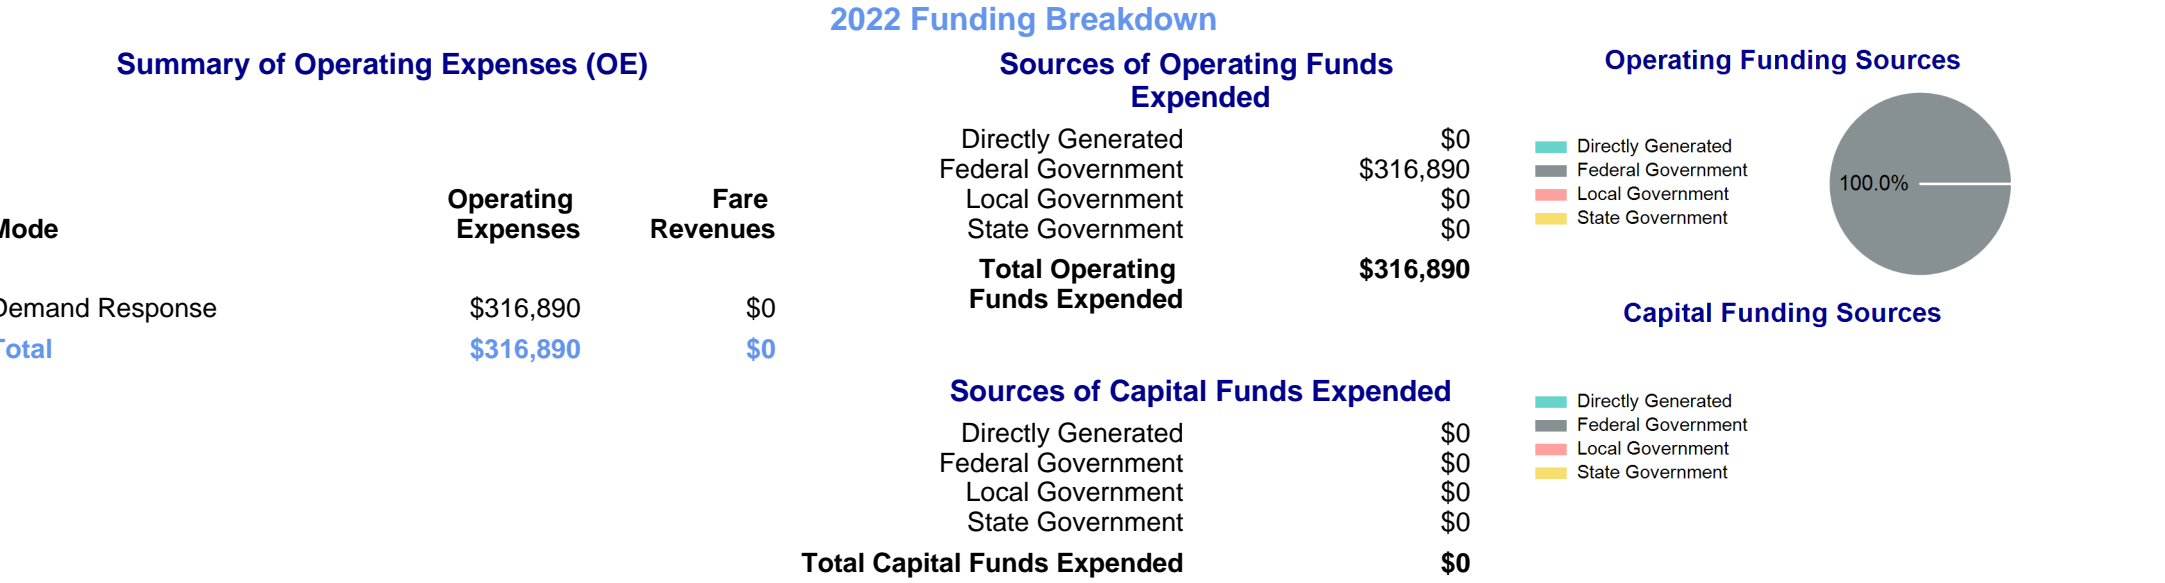 2022 Funding Breakdown
Summary of Operating Expenses (OE)
Operating Fare
Mode Expenses Revenues
Demand Response $316,890 $0
Total $316,890 $0
Sources of Operating Funds
Expended
Directly Generated $0
Federal Government $316,890
Local Government $0
State Government $0
Total Operating $316,890
Funds Expended
Sources of Capital Funds Expended
Directly Generated $0
Federal Government $0
Local Government $0
State Government $0
Total Capital Funds Expended $0
Operating Funding Sources
Directly Generated
Federal Government
Local Government
State Government
100.0%
Capital Funding Sources
Directly Generated
Federal Government
Local Government
State Government